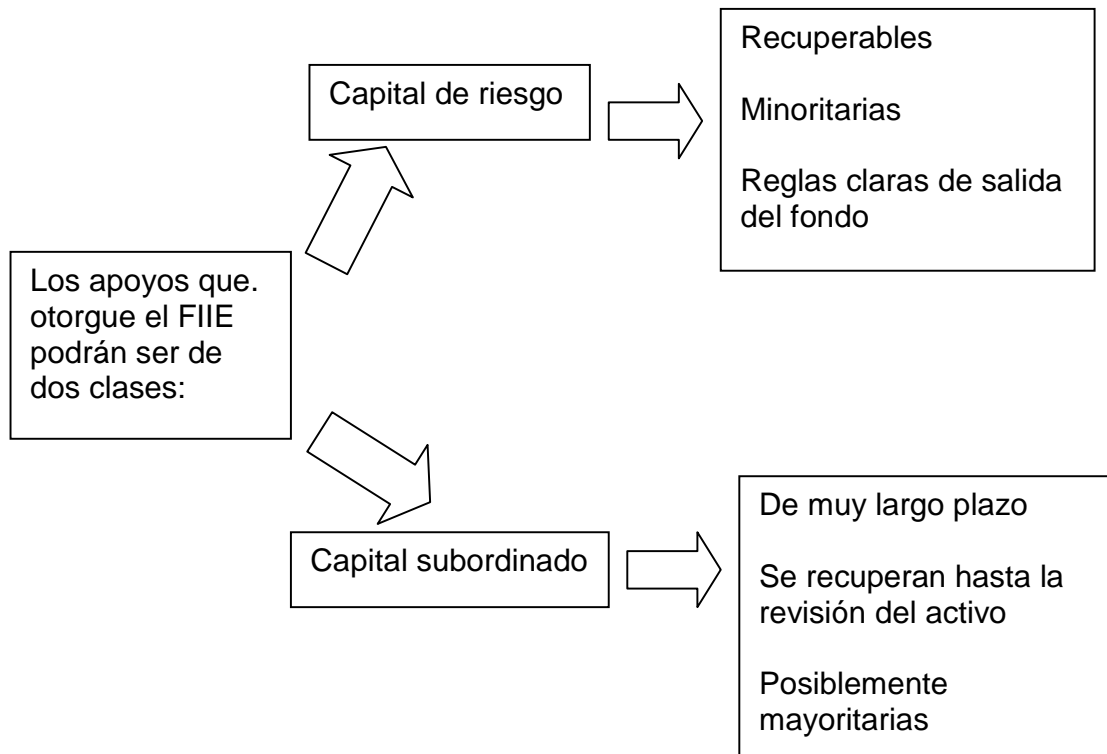 Los apoyos que.
otorgue el FIIE
podrán ser de
dos clases:
Capital de riesgo
Recuperables
Minoritarias
Reglas claras de salida
del fondo
Capital subordinado
De muy largo plazo
Se recuperan hasta la
revisión del activo
Posiblemente
mayoritarias